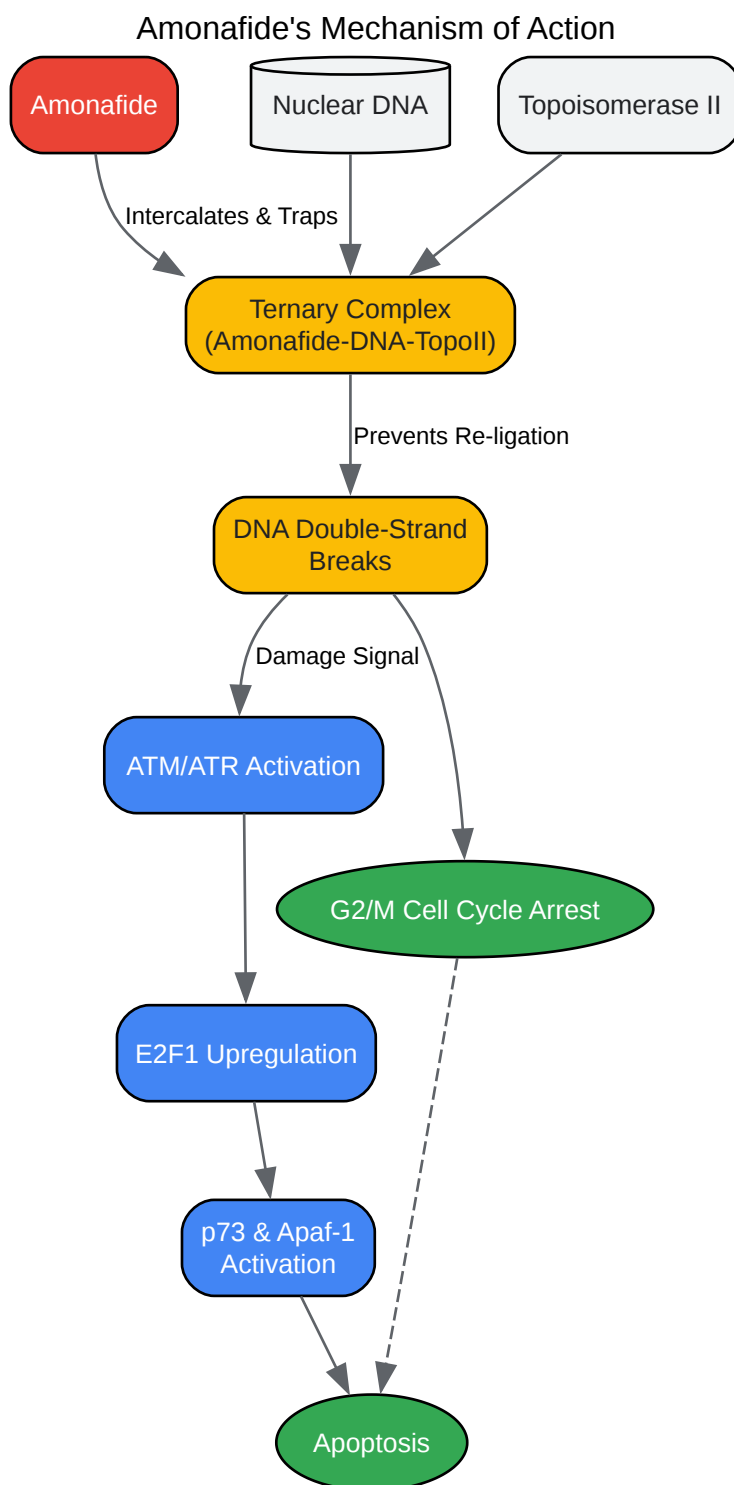 Amonafide's Mechanism of Action
Amonafide
Nuclear DNA
Topoisomerase II
Intercalates & Traps
Ternary Complex
(Amonafide-DNA-TopoII)
Prevents Re-ligation
DNA Double-Strand
Breaks
Damage Signal
ATM/ATR Activation
G2/M Cell Cycle Arrest
E2F1 Upregulation
p73 & Apaf-1
Activation
Apoptosis